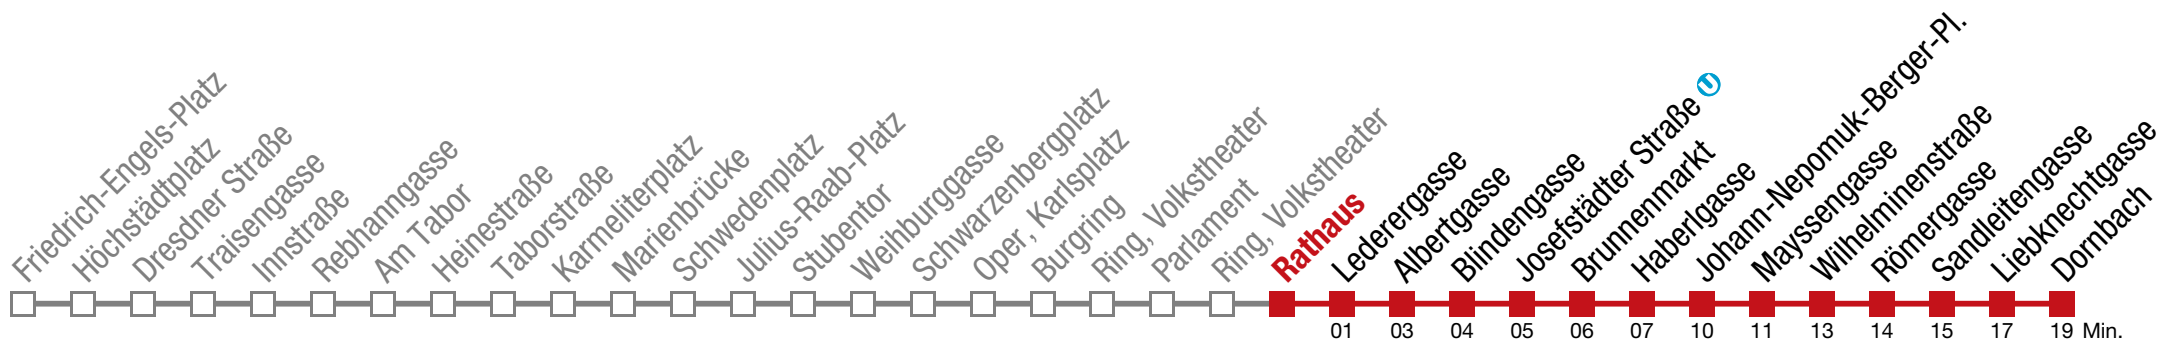 Friedrich-Engels-Platz
Höchstädtplatz
Dresdner Straße
Traisengasse
Innstraße
Rebhanngasse
Am Tabor
Heinestraße
Taborstraße
Karmeliterplatz
Marienbrücke
Schwedenplatz
Julius-Raab-Platz
Stubentor
Weihburggasse
Schwarzenbergplatz
Oper, Karlsplatz
Burgring
Ring, Volkstheater
Parlament
Ring, Volkstheater
Rathaus
Lederergasse
Albertgasse
Blindengasse
Josefstädter Straße U
Brunnenmarkt
Haberlgasse
Johann-Nepomuk-Berger-Pl.
Mayssengasse
Wilhelminenstraße
Römergasse
Sandleitengasse
Liebknechtgasse
Dornbach
01 03 04 05 06 07 10 11 13 14 15 17 19 Min.